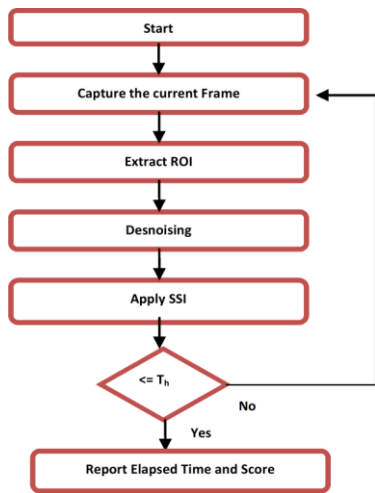 Start
Capture the current Frame
Extract ROI
Desnoising
Apply SSI
<= Th
No
Yes
Report Elapsed Time and Score